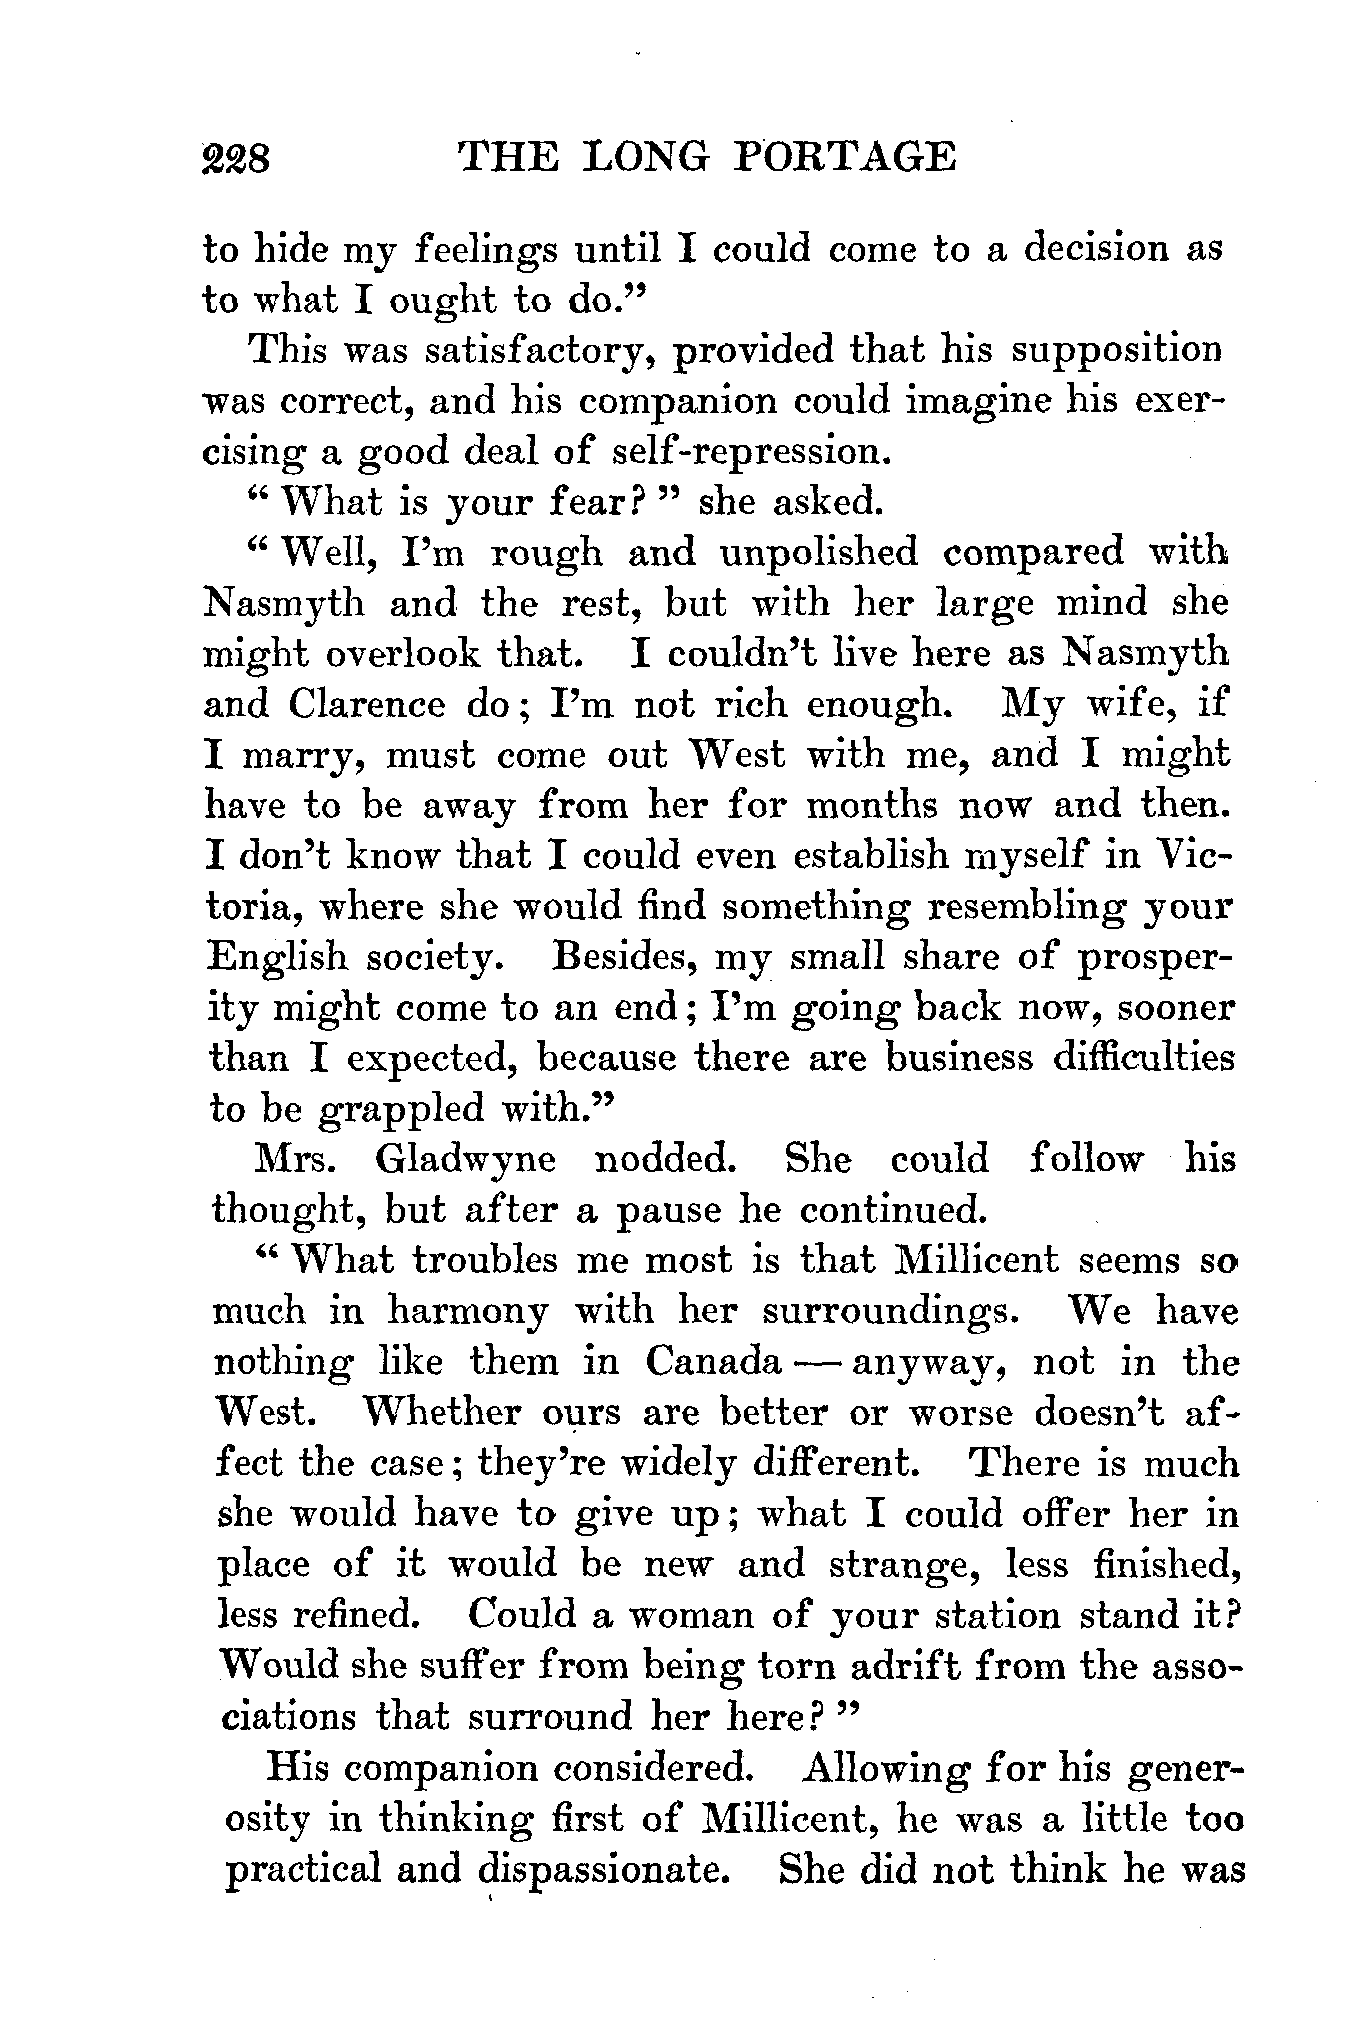 228 THE LONG PORTAGE
to hide my feelings until I could come to a decision as
to what I ought to do.”
This was satisfactory, provided that his supposition
was correct, and his companion could imagine his exer-
cising a good deal of self-repression.
“ What is your fear? ” she asked.
“ Well, I’m rough and unpolished compared with
Nasmyth and the rest, but with her large mind she
might overlook that. I couldn’t live here as Nasmyth
and Clarence do; I’m not rich enough. My wife, if
I marry, must come out West with me, and I might
have to be away from her for months now and then.
I don’t know that I could even establish myself in Vic-
toria, where she would find something resembling your
English society. Besides, my small share of prosper-
ity might come to an end; I’m going back now, sooner
than I expected, because there are business difficulties
to be grappled with.”
Mrs. Gladwyne nodded. She could follow his
thought, but after a pause he continued.
“ What troubles me most is that Millicent seems so
much in harmony with her surroundings. We have
nothing like them in Canada — anyway, not in the
West. Whether ours are better or worse doesn’t af-
fect the case; they’re widely different. There is much
she would have to give up; what I could offer her in
place of it would be new and strange, less finished,
less refined. Could a woman of your station stand it?
Would she suffer from being torn adrift from the asso-
ciations that surround her here? ”
His companion considered. Allowing for his gener-
osity in thinking first of Millicent, he was a little too
practical and dispassionate. She did not think he was